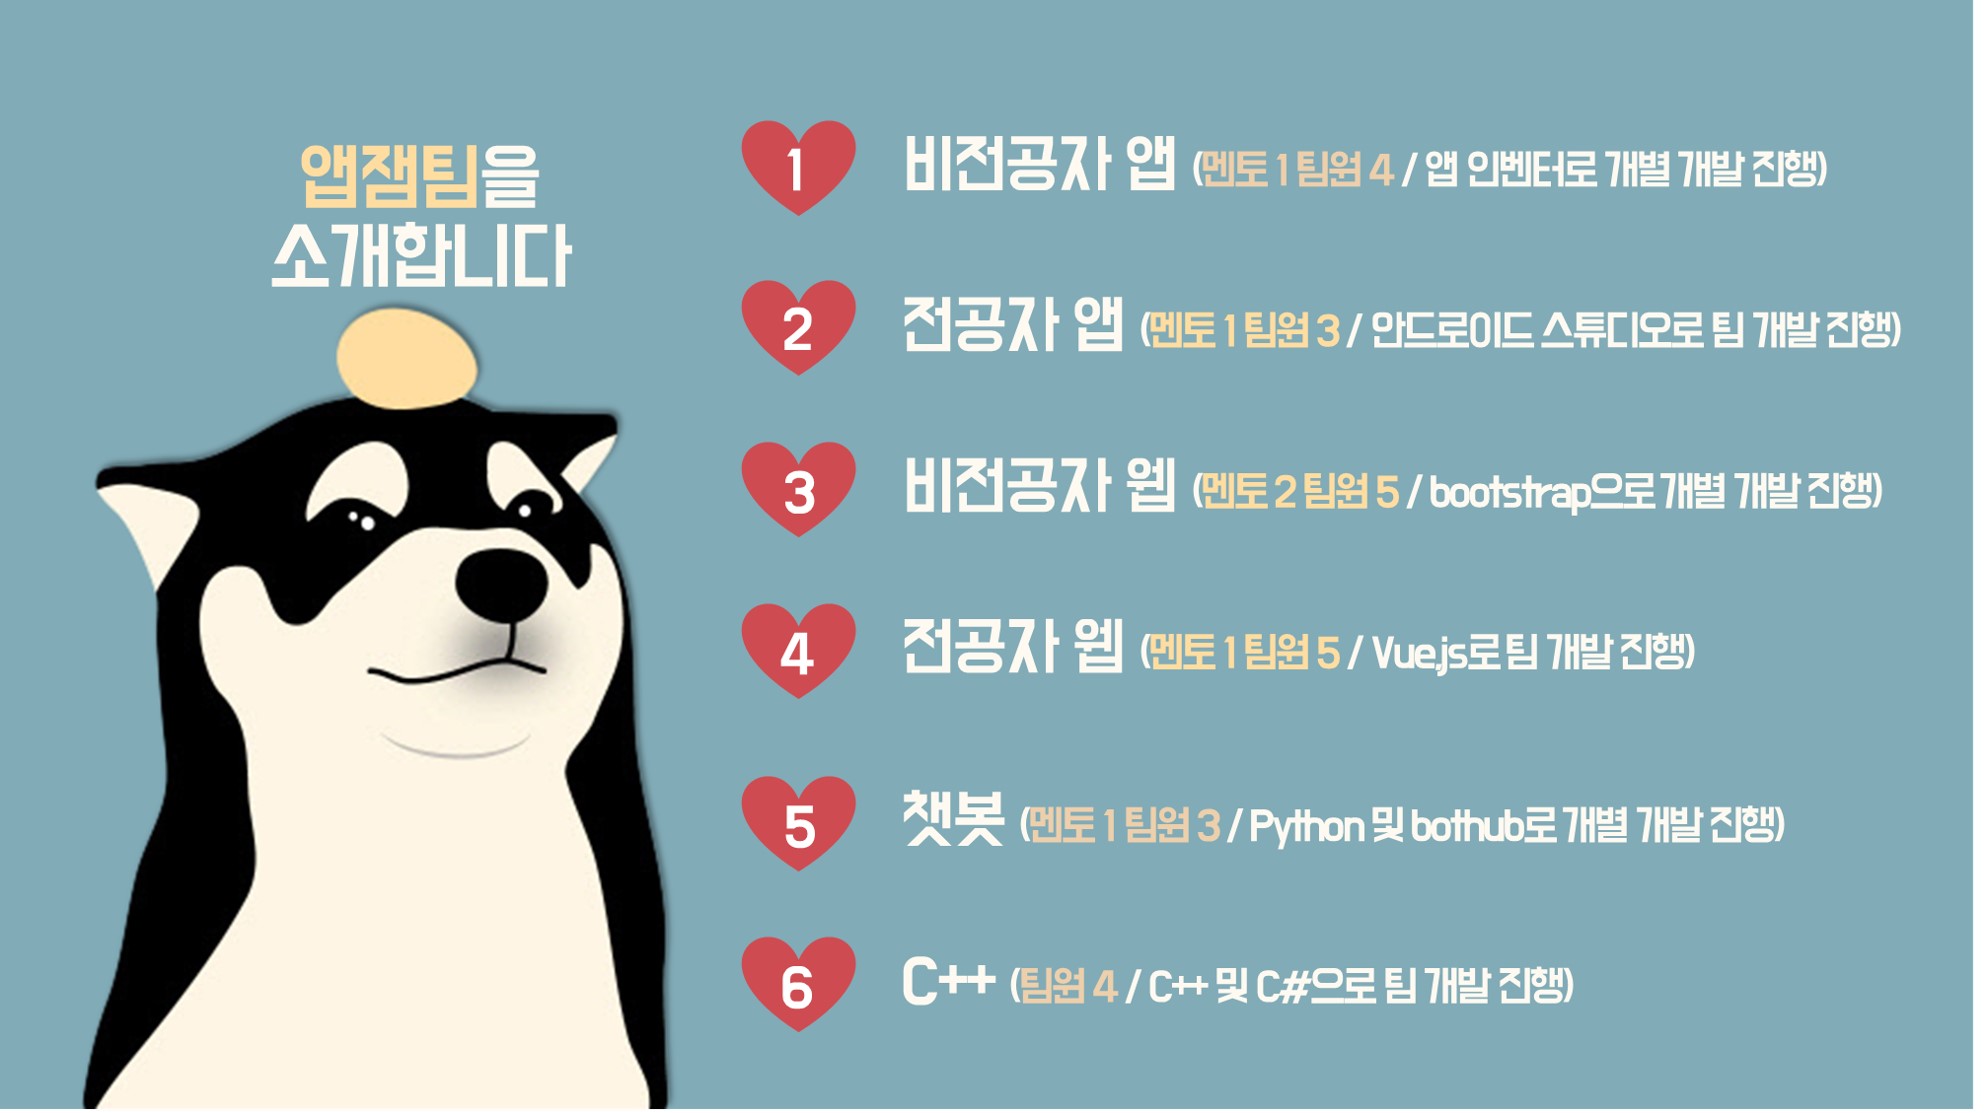 앱잼팀을
소개합니다
1 비전공자 앱 (멘토 1 팀원 4 / 앱 인벤터로 개별 개발 진행)
2 전공자 앱 (멘토 1 팀원 3 / 안드로이드 스튜디오로 팀 개발 진행)
3 비전공자 웹 (멘토 2 팀원 5 / bootstrap으로 개별 개발 진행)
4 전공자 웹 (멘토 1 팀원 5 / Vue.js로 팀 개발 진행)
5 챗봇 (멘토 1 팀원 3 / Python 및 bothub로 개별 개발 진행)
6 C++ (팀원 4 / C++ 및 C#으로 팀 개발 진행)